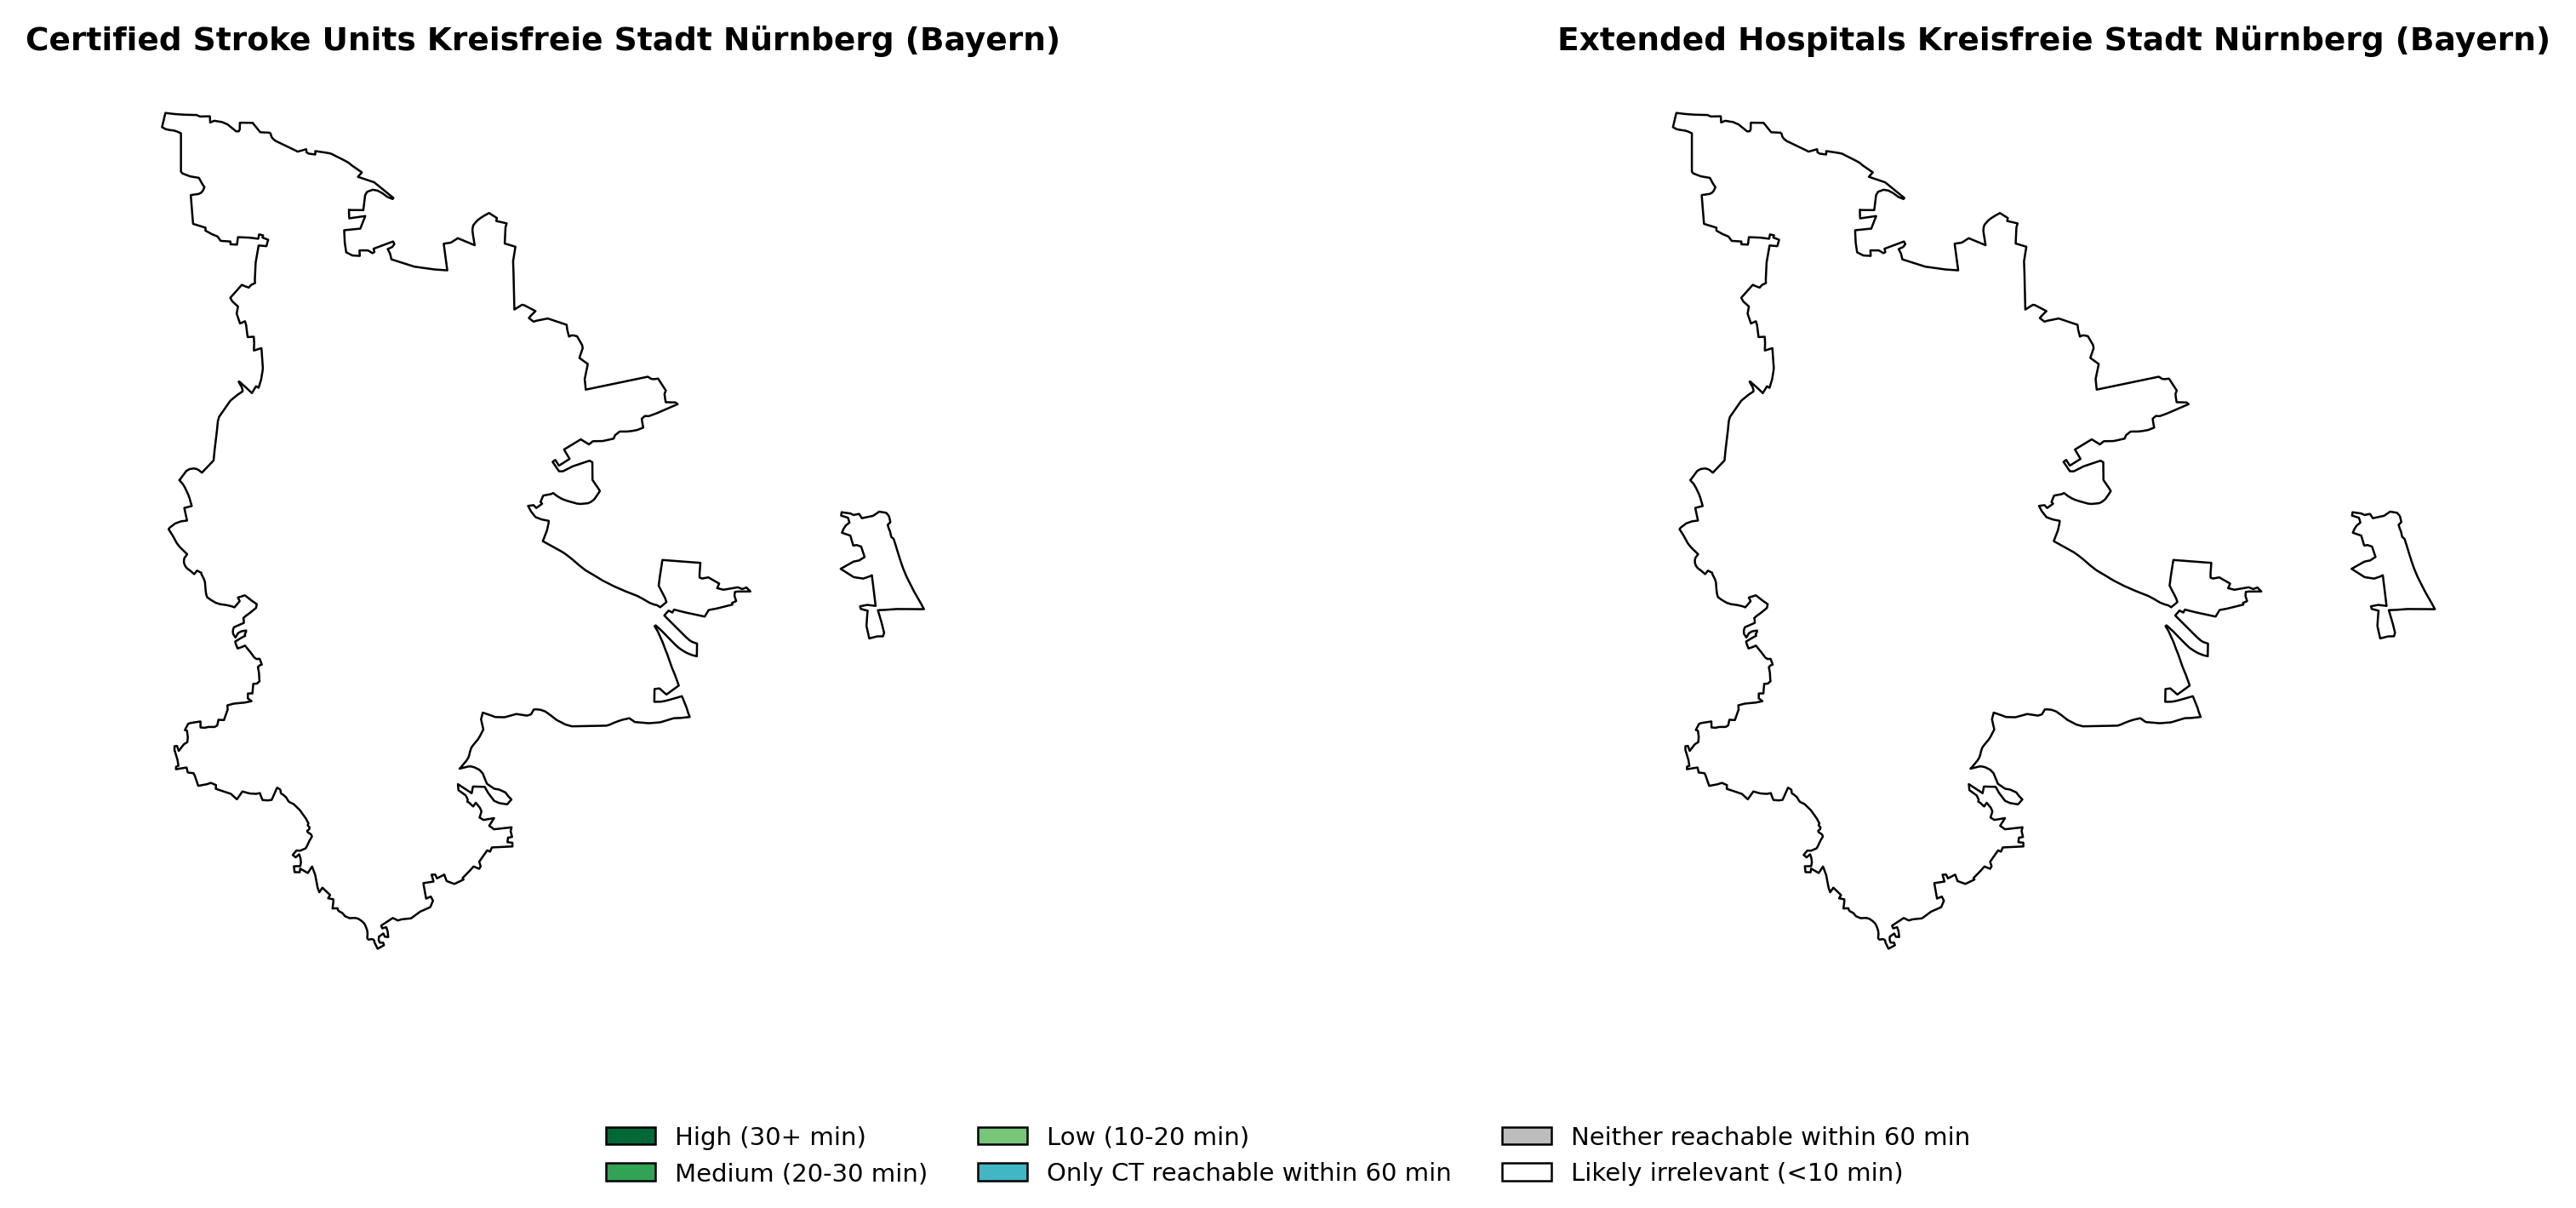 Certified Stroke Units Kreisfreie Stadt Nürnberg (Bayern)
Extended Hospitals Kreisfreie Stadt Nürnberg (Bayern)
High (30+ min)
Medium (20-30 min)
Low (10-20 min)
Only CT reachable within 60 min
Neither reachable within 60 min
Likely irrelevant (<10 min)